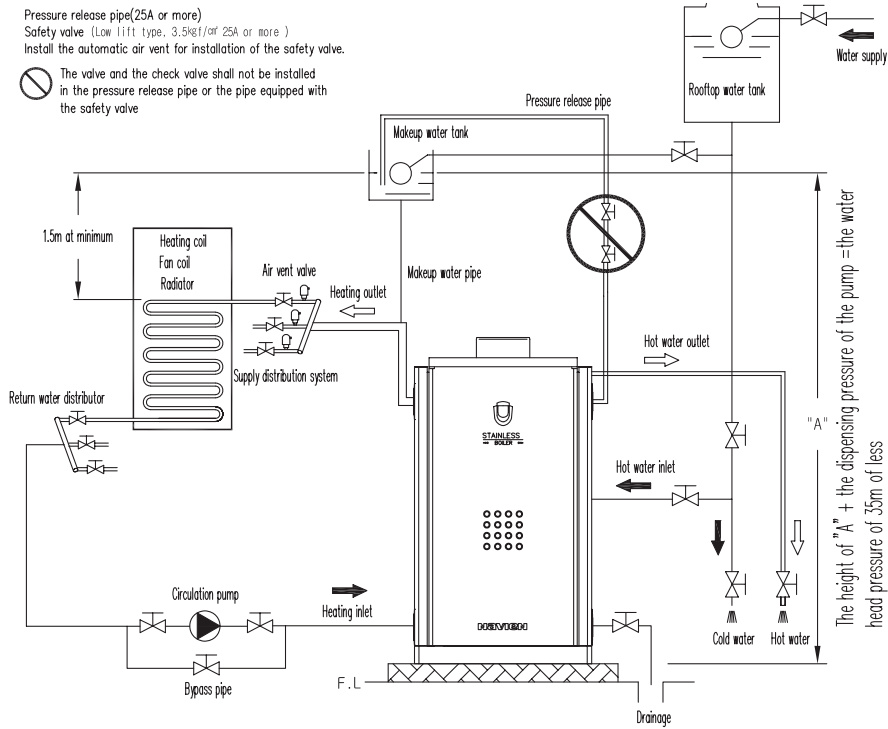 Pressure release pipe(25A or more)
Safety valve (Low lift type, 3.5kgf/cm² 25A or more )
Install the automatic air vent for installation of the safety valve.
The valve and the check valve shall not be installed
in the pressure release pipe or the pipe equipped with
the safety valve
Water supply
Rooftop water tank
Pressure release pipe
Makeup water tank
1.5m at minimum
Heating coil
Fan coil
Radiator
Air vent valve
Heating outlet
Makeup water pipe
Supply distribution system
Hot water outlet
Return water distributor
STAINLESS
BOILER
"A"
The height of "A" + the dispensing pressure of the pump =the water
head pressure of 35m of less
Hot water inlet
Circulation pump
Heating inlet
Bypass pipe
NAVIEN
Cold water
Hot water
F.L
Drainage